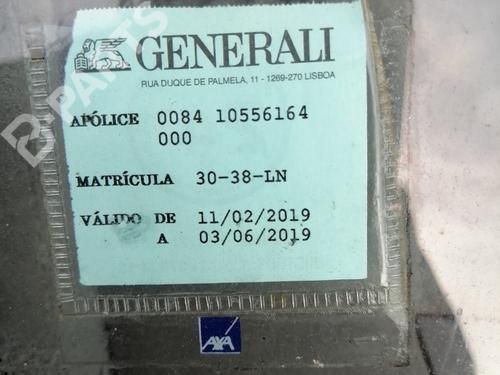 GENERALI
RUA DUQUE DE PALMELA, 11 - 1269-270 LISBOA
APÓLICE 0084 10556164
000
MATRÍCULA 30-38-LN
VÁLIDO DE 11/02/2019
A 03/06/2019
AXA
B-PARTS